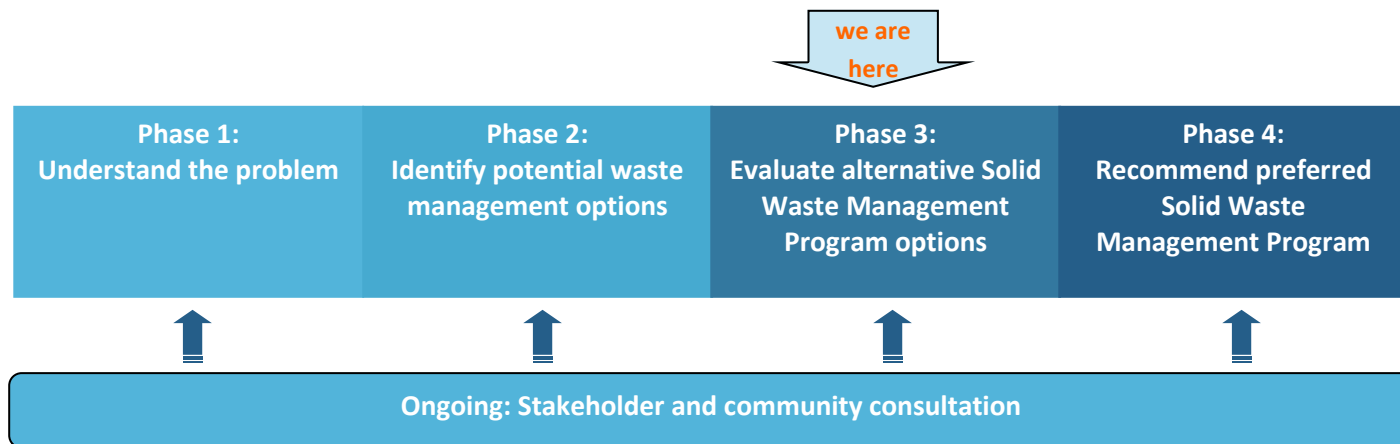 we are
here
Phase 1:
Understand the problem
Phase 2:
Identify potential waste
management options
Phase 3:
Evaluate alternative Solid
Waste Management
Program options
Phase 4:
Recommend preferred
Solid Waste
Management Program
Ongoing: Stakeholder and community consultation